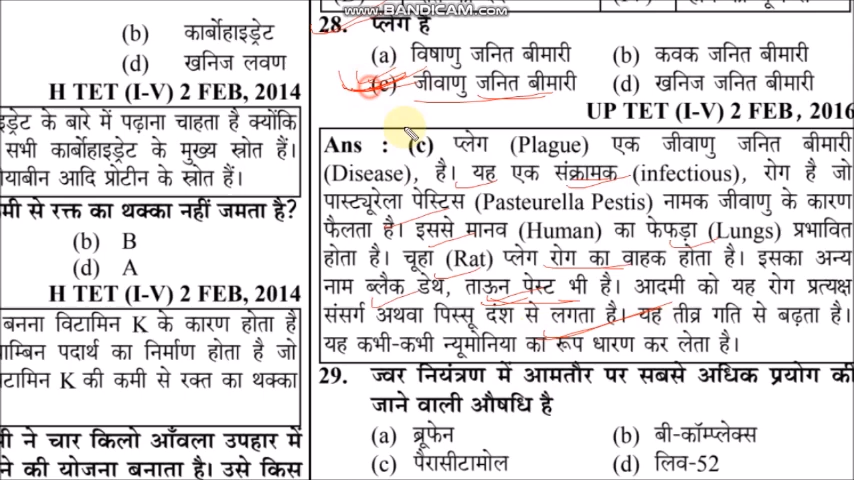 www.BANDICAM.com
(b) कार्बोहाइड्रेट
(d) खनिज लवण
H TET (I-V) 2 FEB, 2014
इड्रेट के बारे में पढ़ाना चाहता है क्योंकि
सभी कार्बोहाइड्रेट के मुख्य स्रोत हैं।
याबीन आदि प्रोटीन के स्रोत हैं।
मी से रक्त का थक्का नहीं जमता है?
(b) B
(d) A
H TET (I-V) 2 FEB, 2014
बनना विटामिन K के कारण होता है
म्बिन पदार्थ का निर्माण होता है जो
टामिन K की कमी से रक्त का थक्का
ी ने चार किलो आँवला उपहार में
ने की योजना बनाता है। उसे किस
28. प्लेग है
(a) विषाणु जनित बीमारी (b) कवक जनित बीमारी
(c) जीवाणु जनित बीमारी (d) खनिज जनित बीमारी
UP TET (I-V) 2 FEB, 2016
Ans : (c) प्लेग (Plague) एक जीवाणु जनित बीमारी
(Disease), है। यह एक संक्रामक (infectious), रोग है जो
पास्ट्यूरेला पेस्टिस (Pasteurella Pestis) नामक जीवाणु के कारण
फैलता है। इससे मानव (Human) का फेफड़ा (Lungs) प्रभावित
होता है। चूहा (Rat) प्लेग रोग का वाहक होता है। इसका अन्य
नाम ब्लैक डेथ, ताऊन पेस्ट भी है। आदमी को यह रोग प्रत्यक्ष
संसर्ग अथवा पिस्सू दंश से लगता है। यह तीव्र गति से बढ़ता है।
यह कभी-कभी न्यूमोनिया का रूप धारण कर लेता है।
29. ज्वर नियंत्रण में आमतौर पर सबसे अधिक प्रयोग की
जाने वाली औषधि है
(a) ब्रूफेन (b) बी-कॉम्प्लेक्स
(c) पैरासीटामोल (d) लिव-52